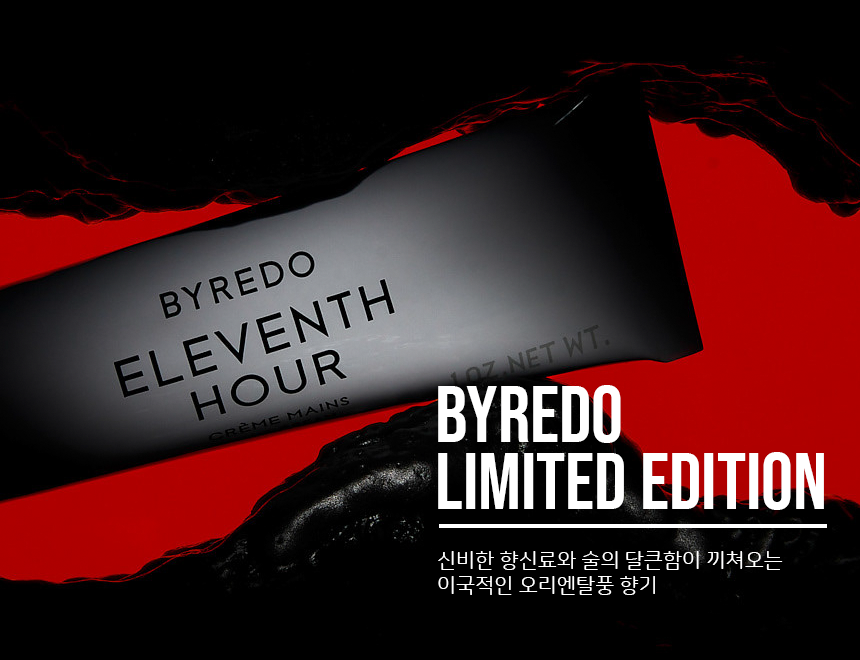 BYREDO
ELEVENTH
HOUR
CRÈME MAINS
1 OZ. NET WT.
BYREDO
LIMITED EDITION
신비한 향신료와 술의 달큰함이 끼쳐오는
이국적인 오리엔탈풍 향기